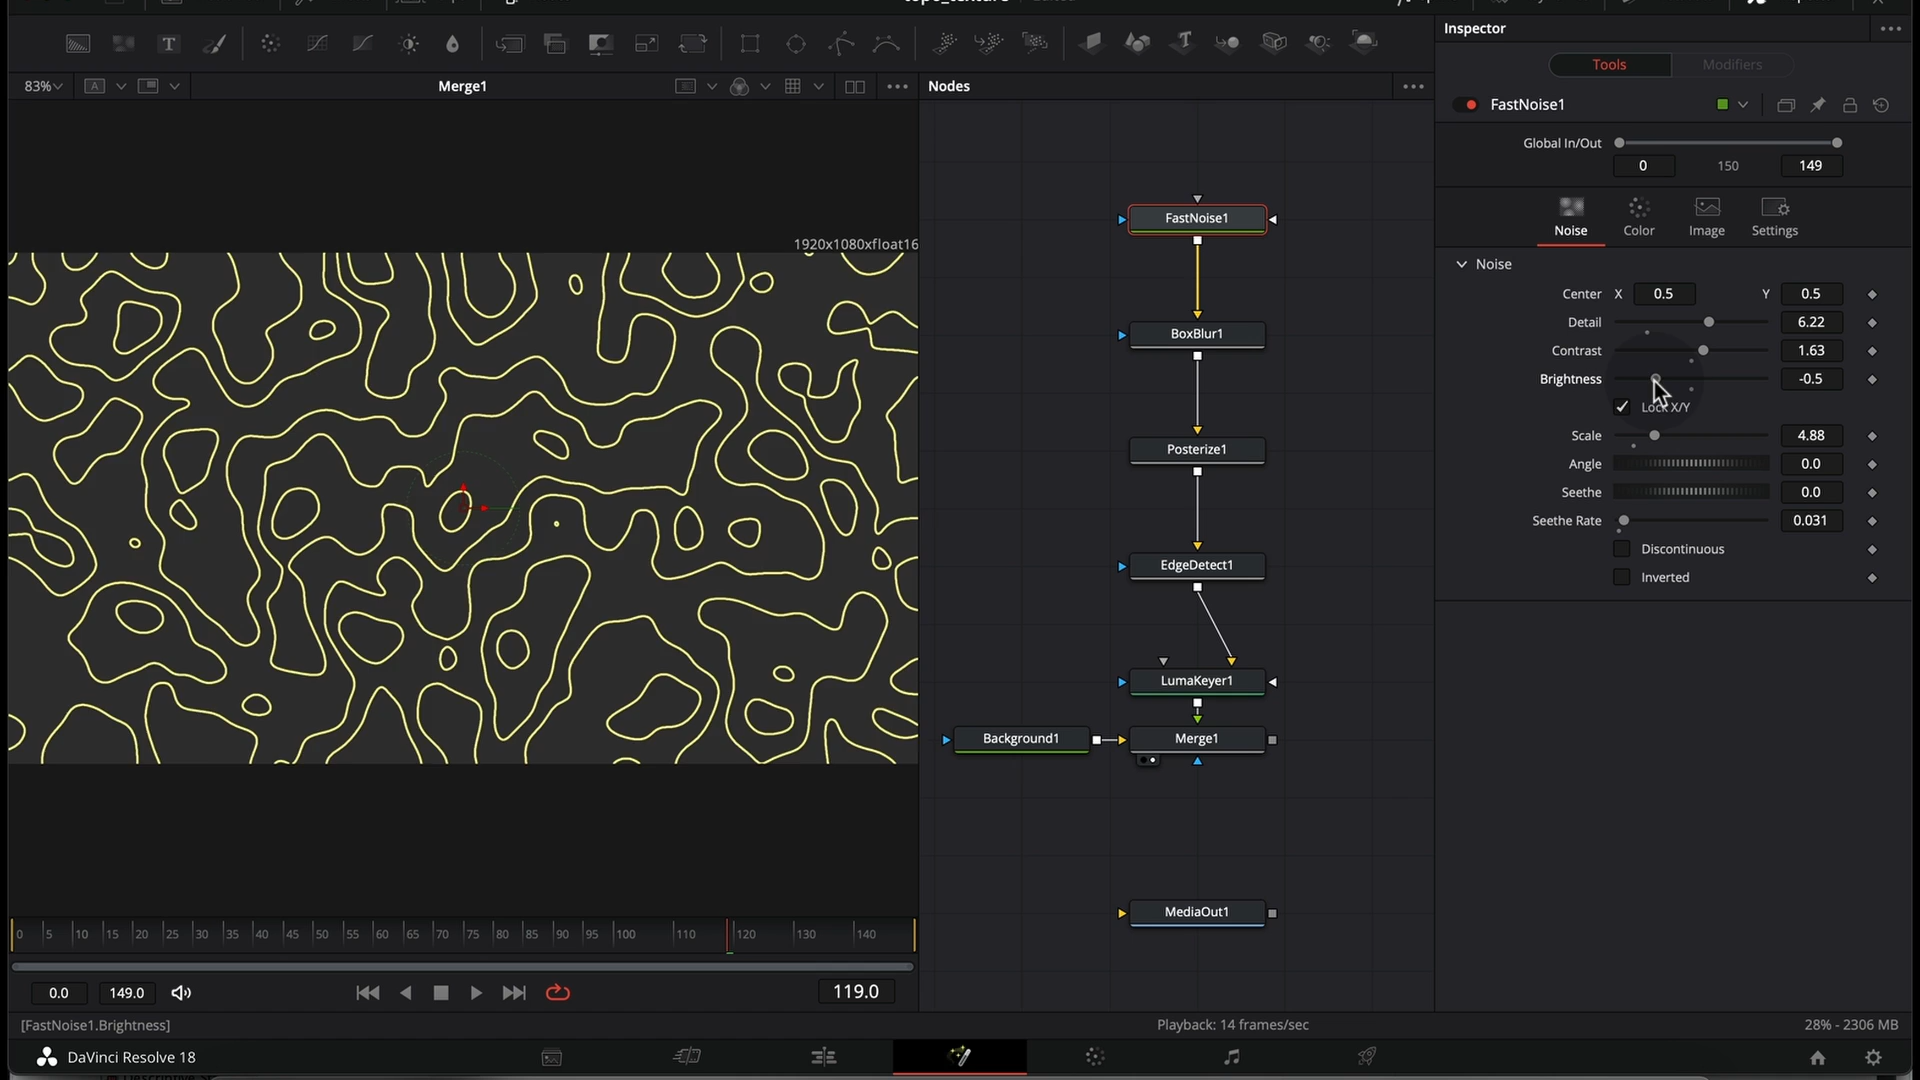 Inspector
Tools
Modifiers
83%
A
Merge1
Nodes
FastNoise1
Global In/Out
0
150
149
Noise
Color
Image
Settings
1920x1080xfloat16
FastNoise1
BoxBlur1
Posterize1
EdgeDetect1
LumaKeyer1
Background1
Merge1
MediaOut1
Noise
Center X 0.5 Y 0.5
Detail 6.22
Contrast 1.63
Brightness -0.5
Lock X/Y
Scale 4.88
Angle 0.0
Seethe 0.0
Seethe Rate 0.031
Discontinuous
Inverted
0 5 10 15 20 25 30 35 40 45 50 55 60 65 70 75 80 85 90 95 100 110 120 130 140
0.0 149.0 119.0
[FastNoise1.Brightness]
Playback: 14 frames/sec
28% - 2306 MB
DaVinci Resolve 18